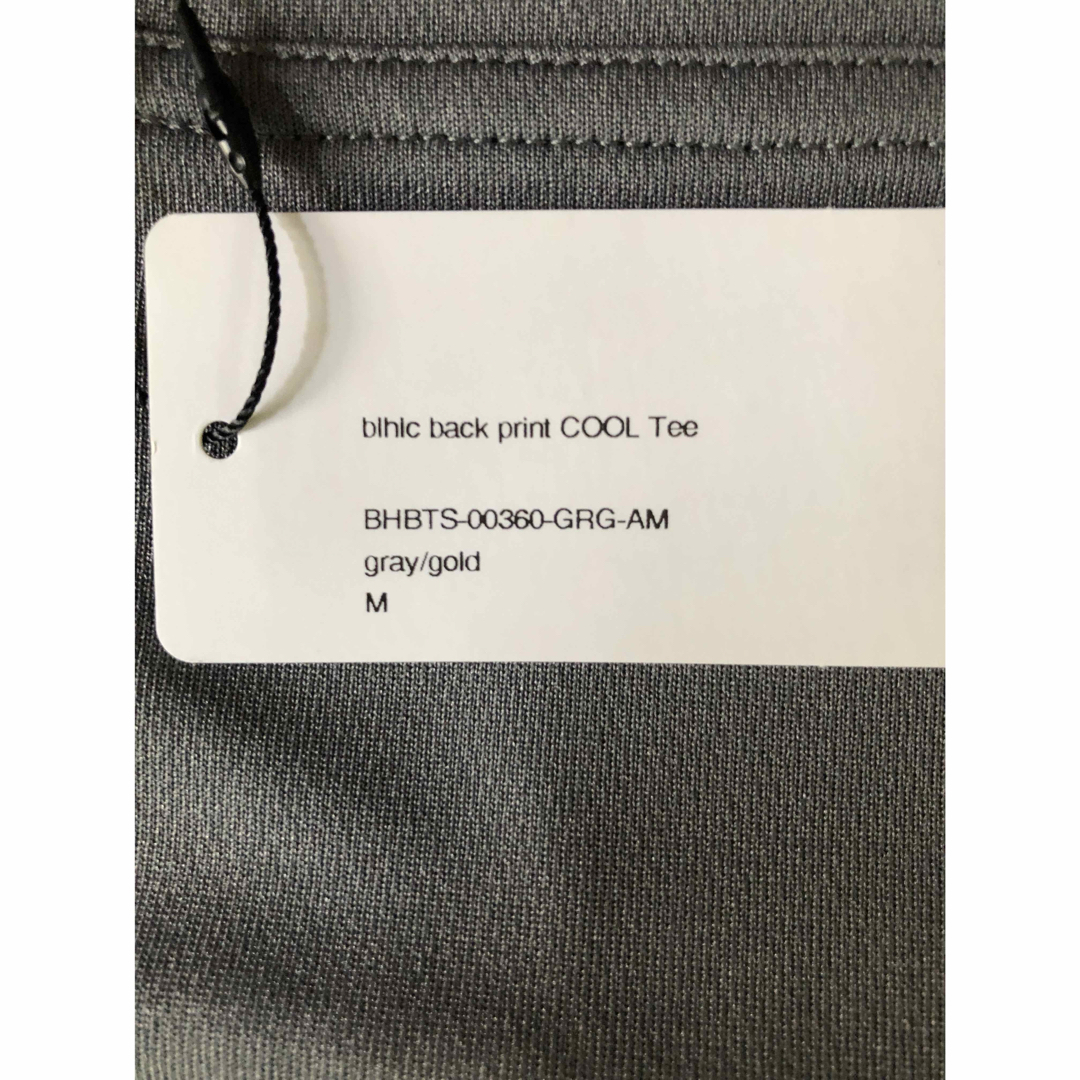 blhlc back print COOL Tee
BHBTS-00360-GRG-AM
gray/gold
M